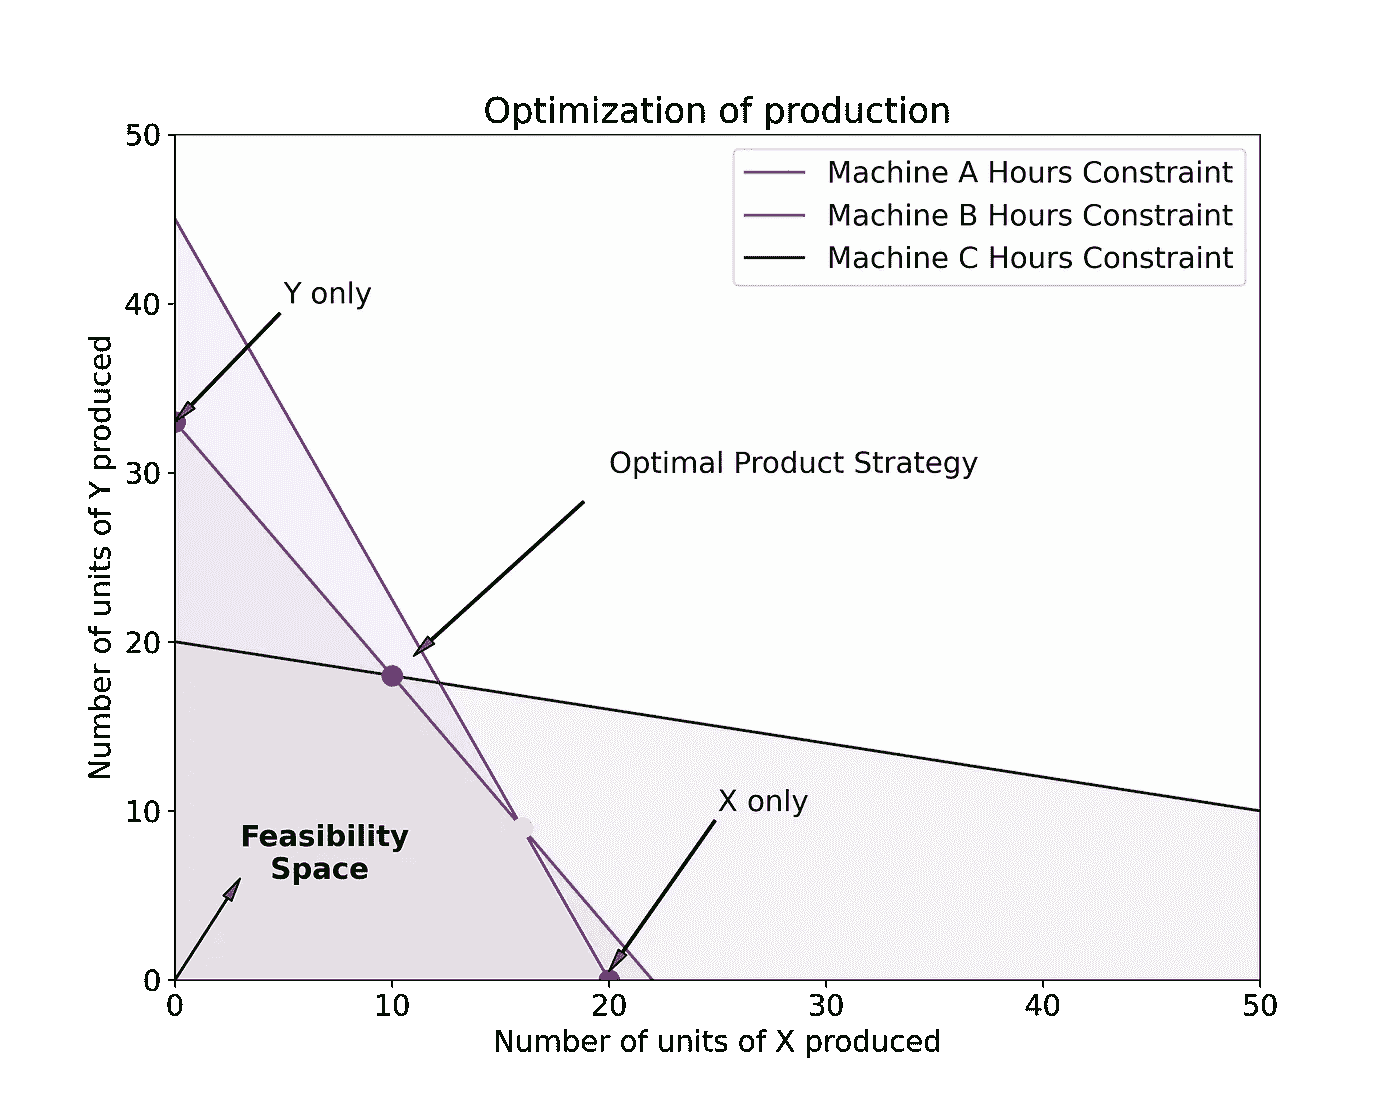 Optimization of production
Machine A Hours Constraint
Machine B Hours Constraint
Machine C Hours Constraint
Y only
Optimal Product Strategy
X only
Feasibility
Space
Number of units of Y produced
50
40
30
20
10
0
0 10 20 30 40 50
Number of units of X produced